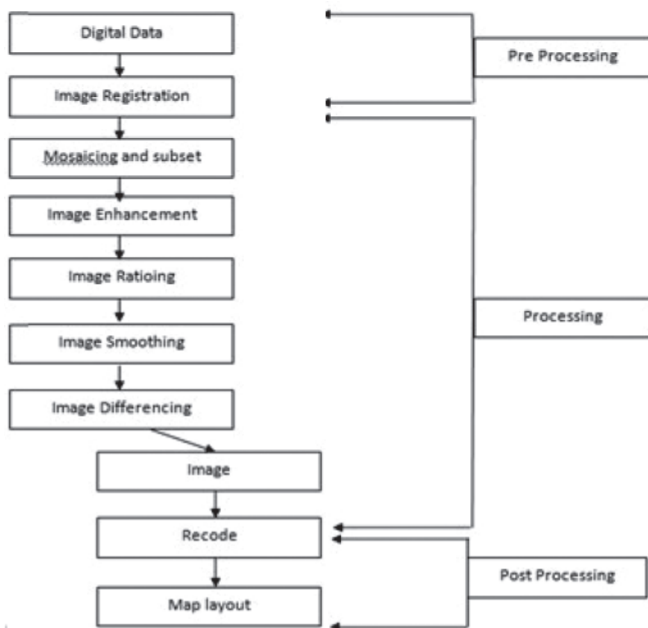 Digital Data
Pre Processing
Image Registration
Mosaicing and subset
Image Enhancement
Image Ratioing
Processing
Image Smoothing
Image Differencing
Image
Recode
Post Processing
Map layout